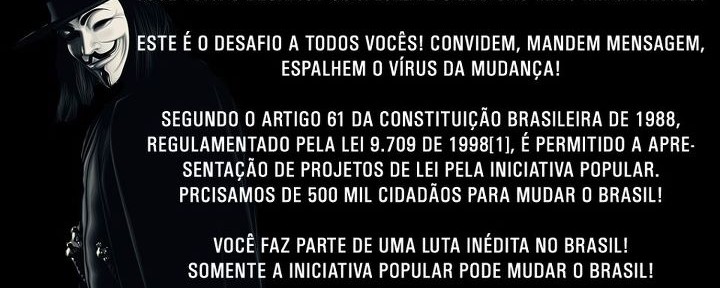 ESTE É O DESAFIO A TODOS VOCÊS! CONVIDEM, MANDEM MENSAGEM,
ESPALHEM O VÍRUS DA MUDANÇA!
SEGUNDO O ARTIGO 61 DA CONSTITUIÇÃO BRASILEIRA DE 1988,
REGULAMENTADO PELA LEI 9.709 DE 1998[1], É PERMITIDO A APRE-
SENTAÇÃO DE PROJETOS DE LEI PELA INICIATIVA POPULAR.
PRCISAMOS DE 500 MIL CIDADÃOS PARA MUDAR O BRASIL!
VOCÊ FAZ PARTE DE UMA LUTA INÉDITA NO BRASIL!
SOMENTE A INICIATIVA POPULAR PODE MUDAR O BRASIL!